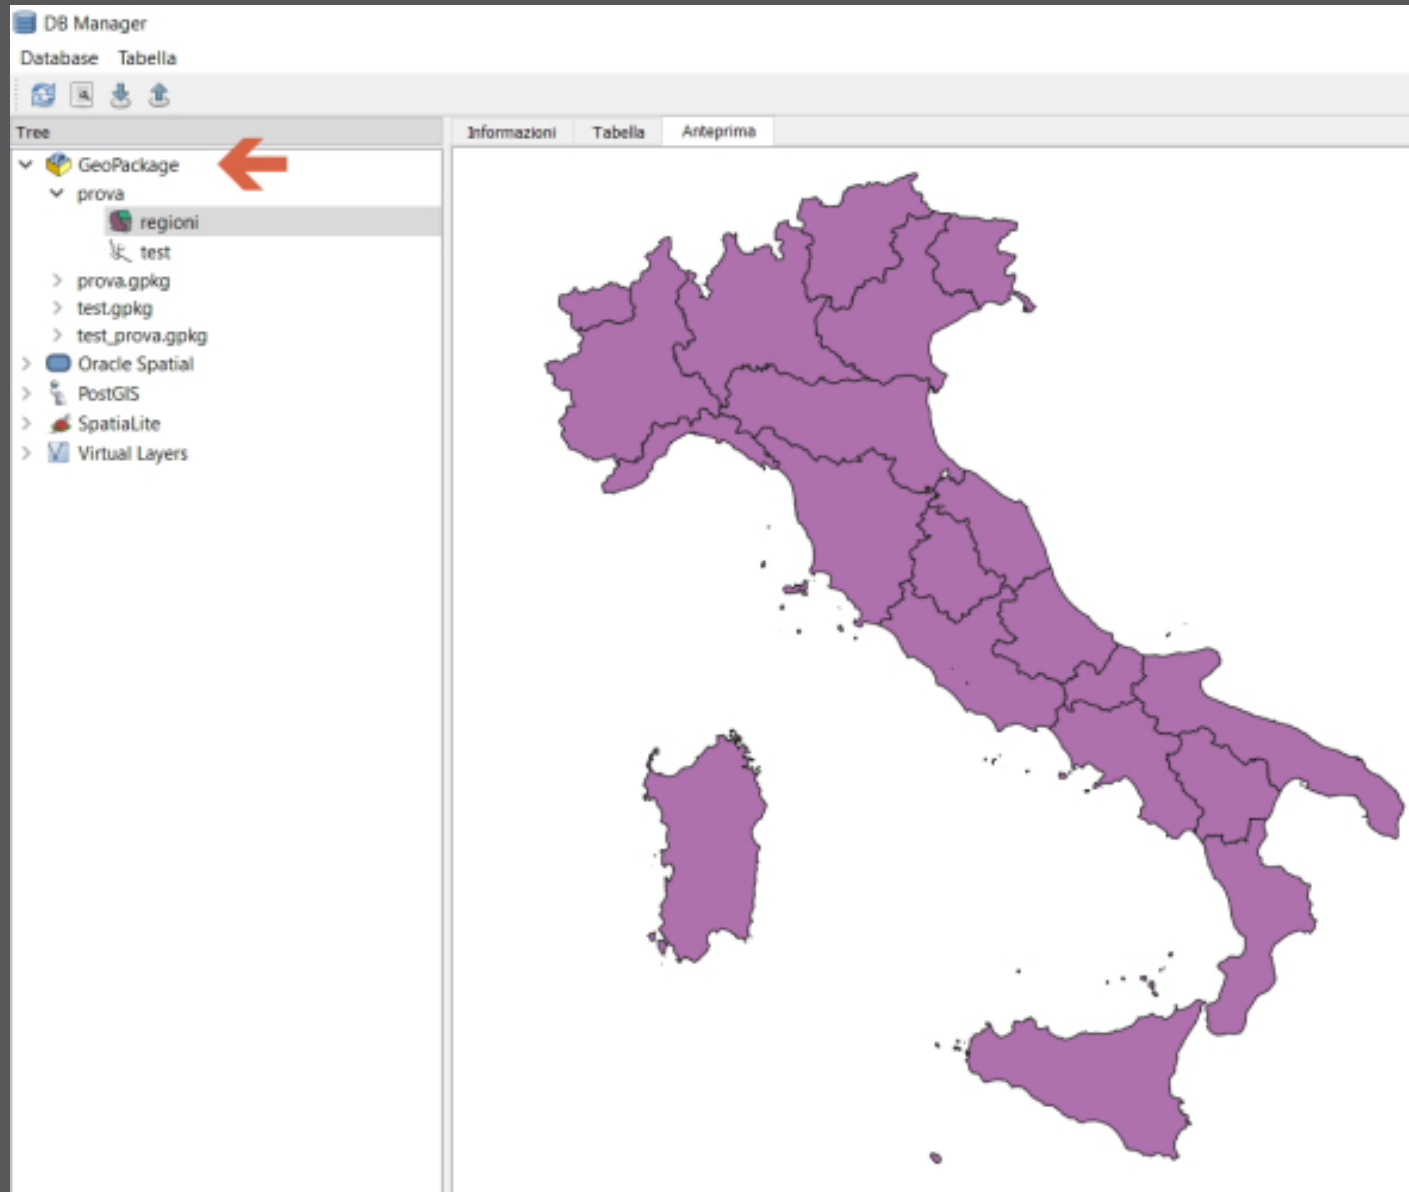 DB Manager
Database Tabella
Tree
GeoPackage
prova
regioni
test
prova.gpkg
test.gpkg
test_prova.gpkg
Oracle Spatial
PostGIS
SpatiaLite
Virtual Layers
Informazioni Tabella Anteprima